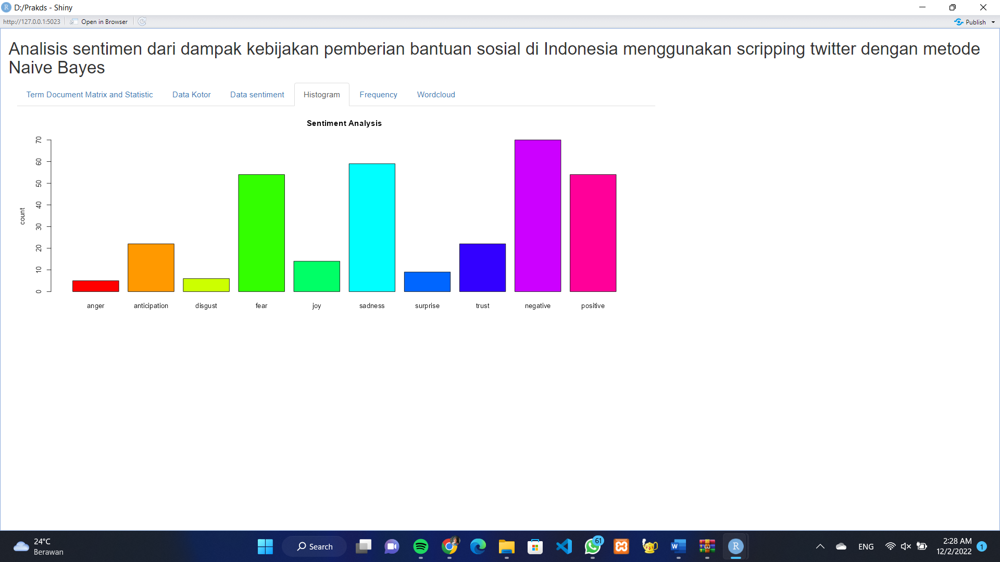 D:/Prakds - Shiny
http://127.0.0.1:5023
Open in Browser
Publish
Analisis sentimen dari dampak kebijakan pemberian bantuan sosial di Indonesia menggunakan scripping twitter dengan metode
Naive Bayes
Term Document Matrix and Statistic
Data Kotor
Data sentiment
Histogram
Frequency
Wordcloud
Sentiment Analysis
count
70
60
50
40
30
20
10
0
anger
anticipation
disgust
fear
joy
sadness
surprise
trust
negative
positive
24°C
Berawan
Search
61
ENG
2:28 AM
12/2/2022
1